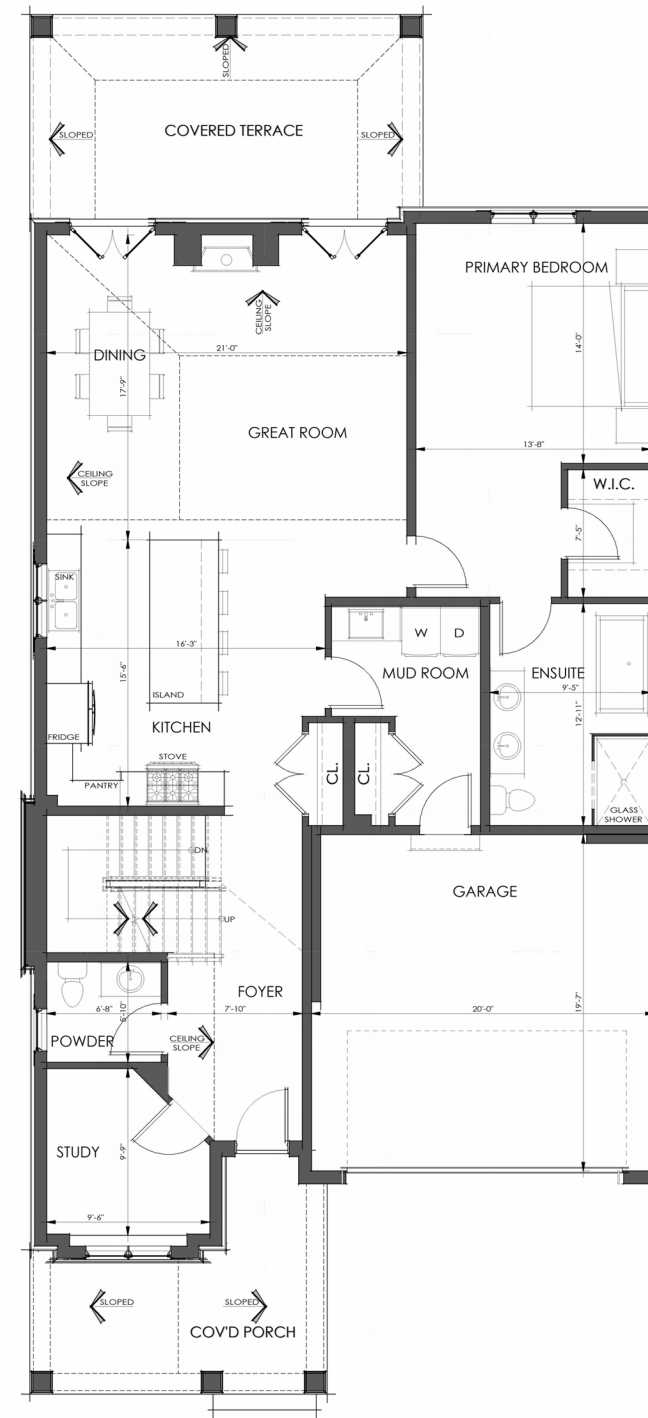 SLOPED
SLOPED
COVERED TERRACE
SLOPED
PRIMARY BEDROOM
CEILING
SLOPE
14'-0"
21'-0"
DINING
17'-9"
GREAT ROOM
13'-8"
CEILING
SLOPE
W.I.C.
7'-5"
SINK
W
D
16'-3"
MUD ROOM
ENSUITE
9'-5"
15'-6"
ISLAND
12'-11"
KITCHEN
FRIDGE
STOVE
CL.
CL.
PANTRY
GLASS
SHOWER
DN
GARAGE
UP
FOYER
6'-8"
5'-10"
7'-10"
20'-0"
19'-7"
POWDER
CEILING
SLOPE
STUDY
9'-9"
9'-6"
SLOPED
SLOPED
COV'D PORCH